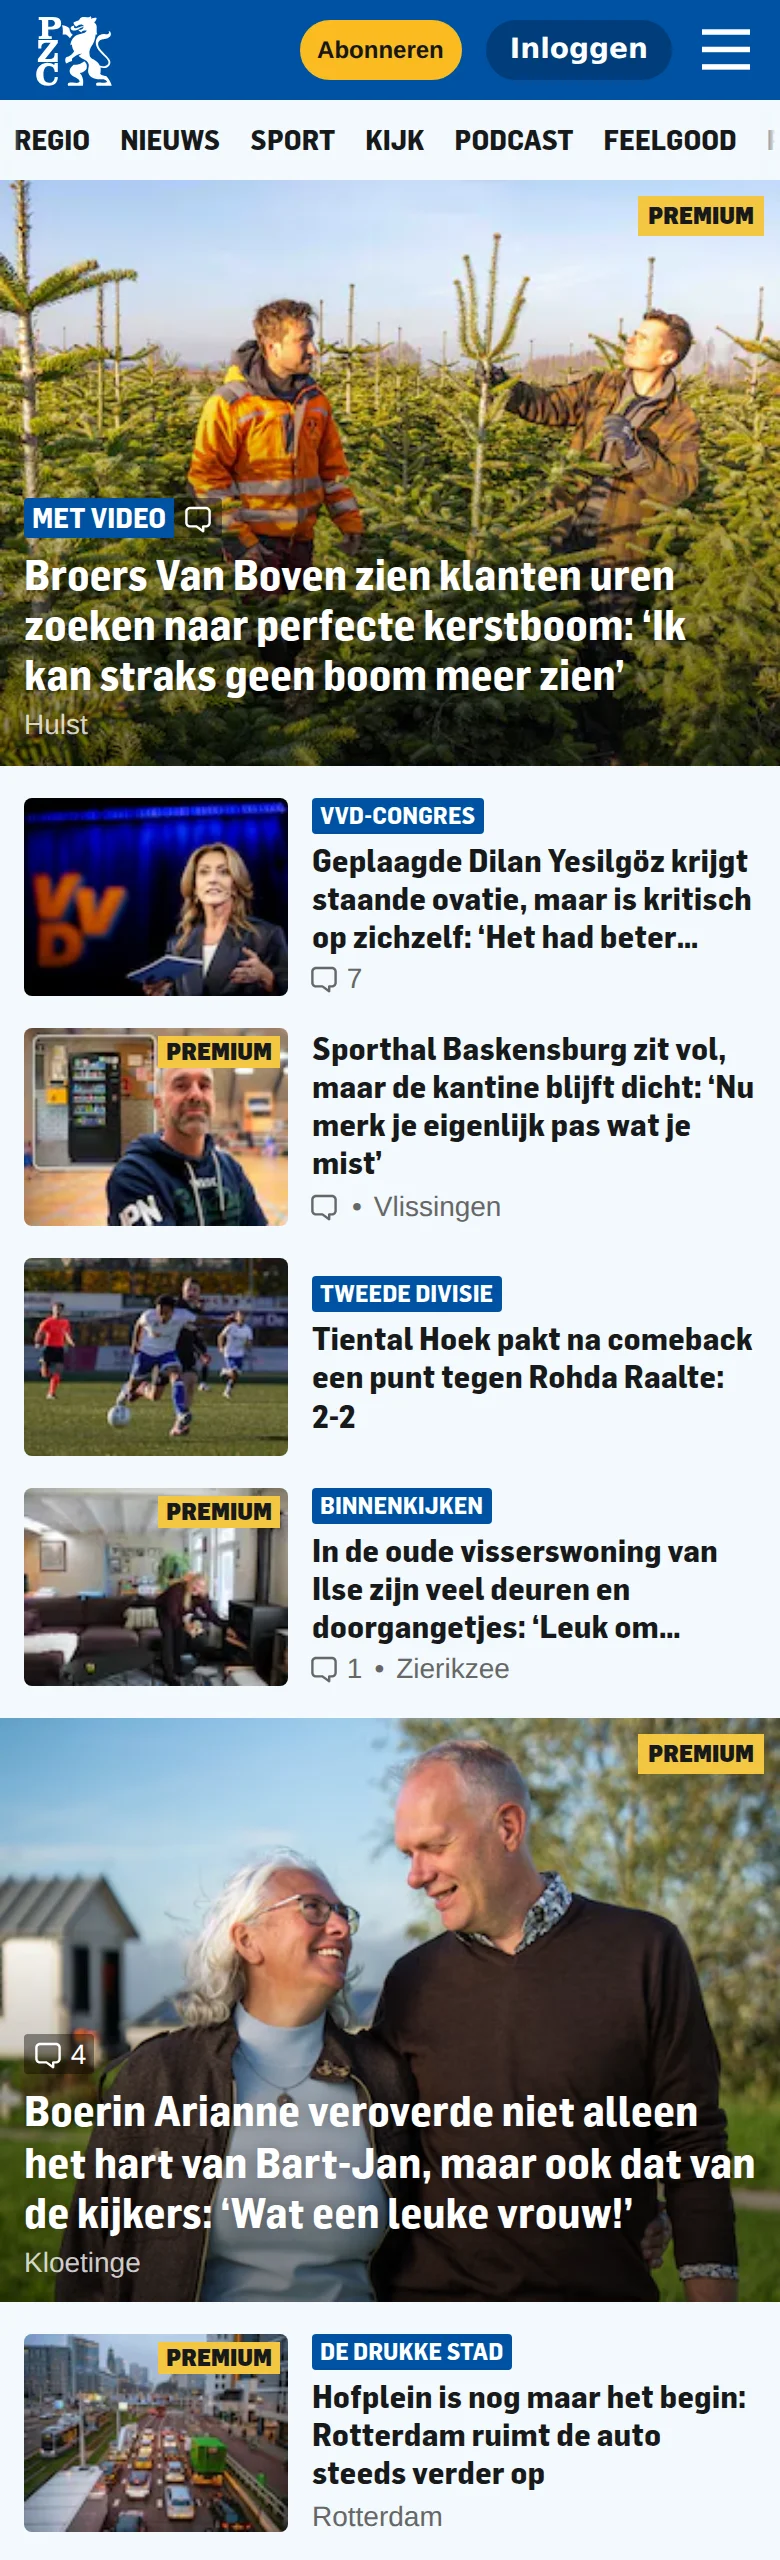 PZC
Abonneren
Inloggen
REGIO NIEUWS SPORT KIJK PODCAST FEELGOOD
PREMIUM
MET VIDEO
Broers Van Boven zien klanten uren
zoeken naar perfecte kerstboom: ‘Ik
kan straks geen boom meer zien’
Hulst
VVD
VVD-CONGRES
Geplaagde Dilan Yesilgöz krijgt
staande ovatie, maar is kritisch
op zichzelf: ‘Het had beter...
7
PREMIUM
PN
Sporthal Baskensburg zit vol,
maar de kantine blijft dicht: ‘Nu
merk je eigenlijk pas wat je
mist’
• Vlissingen
TWEEDE DIVISIE
Tiental Hoek pakt na comeback
een punt tegen Rohda Raalte:
2-2
PREMIUM
BINNENKIJKEN
In de oude visserswoning van
Ilse zijn veel deuren en
doorgangetjes: ‘Leuk om...
1 • Zierikzee
PREMIUM
4
Boerin Arianne veroverde niet alleen
het hart van Bart-Jan, maar ook dat van
de kijkers: ‘Wat een leuke vrouw!’
Kloetinge
PREMIUM
DE DRUKKE STAD
Hofplein is nog maar het begin:
Rotterdam ruimt de auto
steeds verder op
Rotterdam